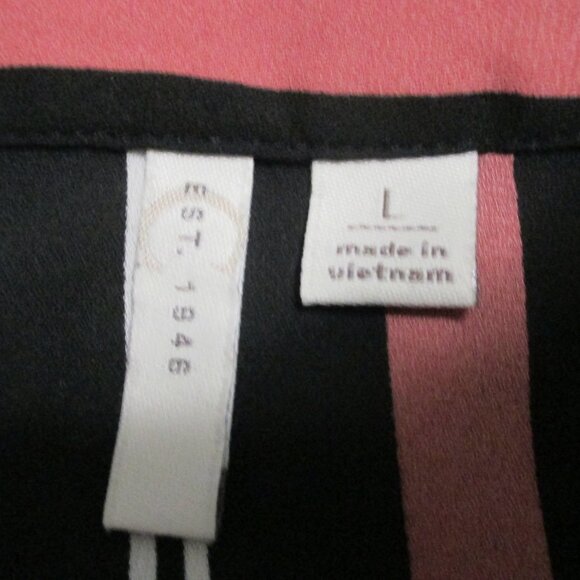 EST. 1946
L
made in
vietnam